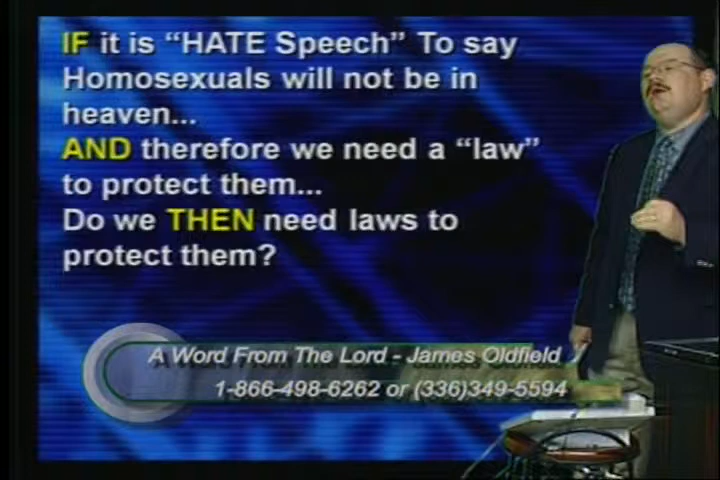 IF it is “HATE Speech” To say
Homosexuals will not be in
heaven...
AND therefore we need a “law”
to protect them...
Do we THEN need laws to
protect them?
A Word From The Lord - James Oldfield
1-866-498-6262 or (336)349-5594